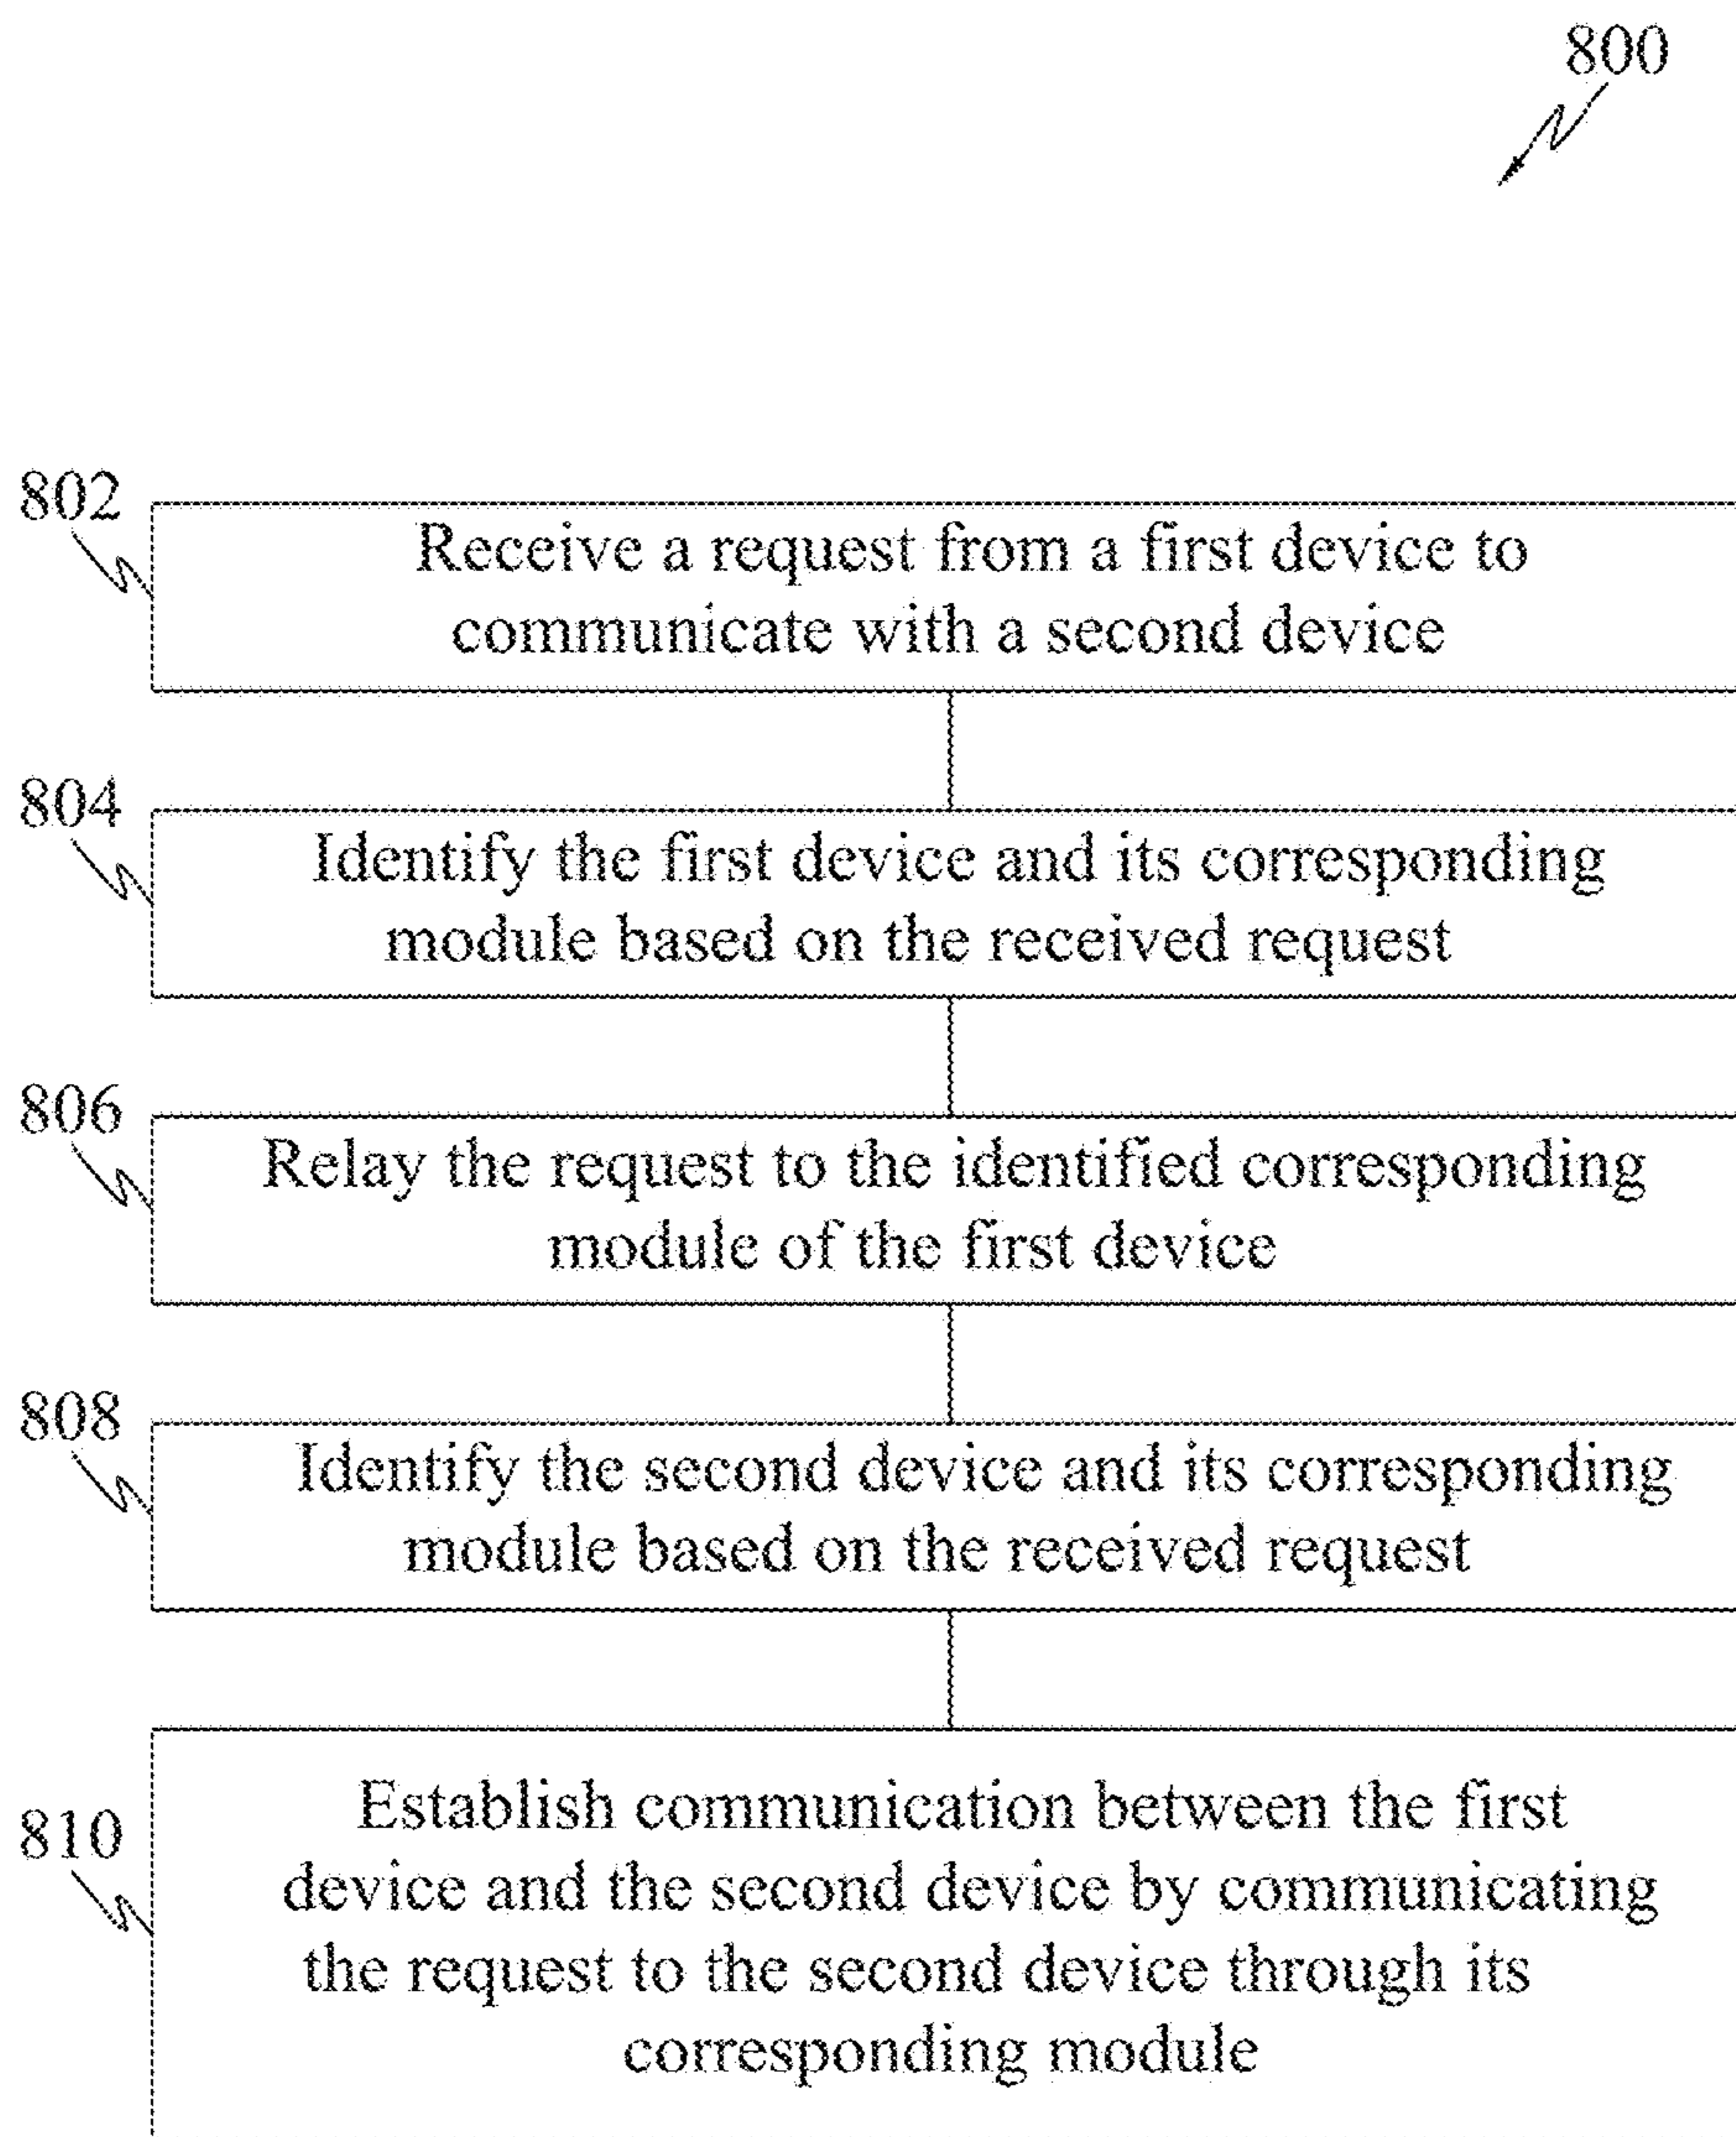 800
802
Receive a request from a first device to
communicate with a second device
804
Identify the first device and its corresponding
module based on the received request
806
Relay the request to the identified corresponding
module of the first device
808
Identify the second device and its corresponding
module based on the received request
810
Establish communication between the first
device and the second device by communicating
the request to the second device through its
corresponding module